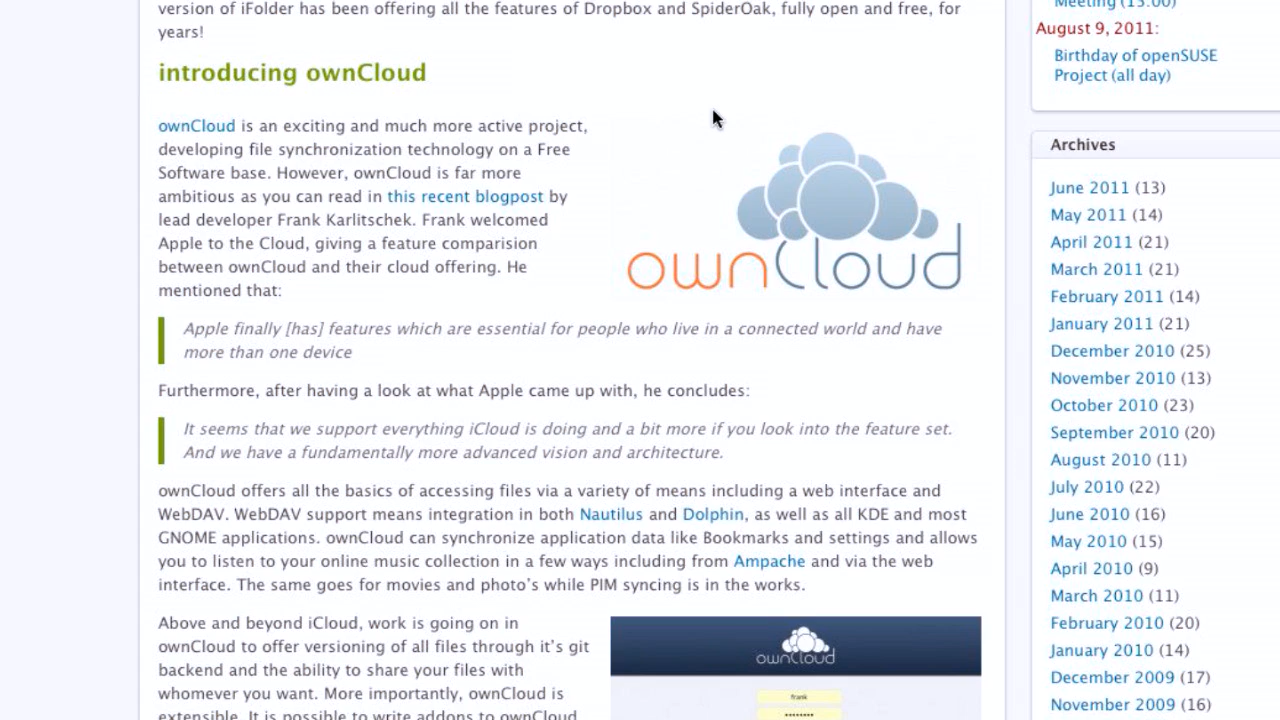 version of iFolder has been offering all the features of Dropbox and SpiderOak, fully open and free, for
years!
introducing ownCloud
ownCloud is an exciting and much more active project,
developing file synchronization technology on a Free
Software base. However, ownCloud is far more
ambitious as you can read in this recent blogpost by
lead developer Frank Karlitschek. Frank welcomed
Apple to the Cloud, giving a feature comparision
between ownCloud and their cloud offering. He
mentioned that:
ownCloud
Apple finally [has] features which are essential for people who live in a connected world and have
more than one device
Furthermore, after having a look at what Apple came up with, he concludes:
It seems that we support everything iCloud is doing and a bit more if you look into the feature set.
And we have a fundamentally more advanced vision and architecture.
ownCloud offers all the basics of accessing files via a variety of means including a web interface and
WebDAV. WebDAV support means integration in both Nautilus and Dolphin, as well as all KDE and most
GNOME applications. ownCloud can synchronize application data like Bookmarks and settings and allows
you to listen to your online music collection in a few ways including from Ampache and via the web
interface. The same goes for movies and photo's while PIM syncing is in the works.
Above and beyond iCloud, work is going on in
ownCloud to offer versioning of all files through it's git
backend and the ability to share your files with
whomever you want. More importantly, ownCloud is
extensible. It is possible to write addons to ownCloud
ownCloud
frank
••••••••
Meeting (15:00)
August 9, 2011:
Birthday of openSUSE
Project (all day)
Archives
June 2011 (13)
May 2011 (14)
April 2011 (21)
March 2011 (21)
February 2011 (14)
January 2011 (21)
December 2010 (25)
November 2010 (13)
October 2010 (23)
September 2010 (20)
August 2010 (11)
July 2010 (22)
June 2010 (16)
May 2010 (15)
April 2010 (9)
March 2010 (11)
February 2010 (20)
January 2010 (14)
December 2009 (17)
November 2009 (16)